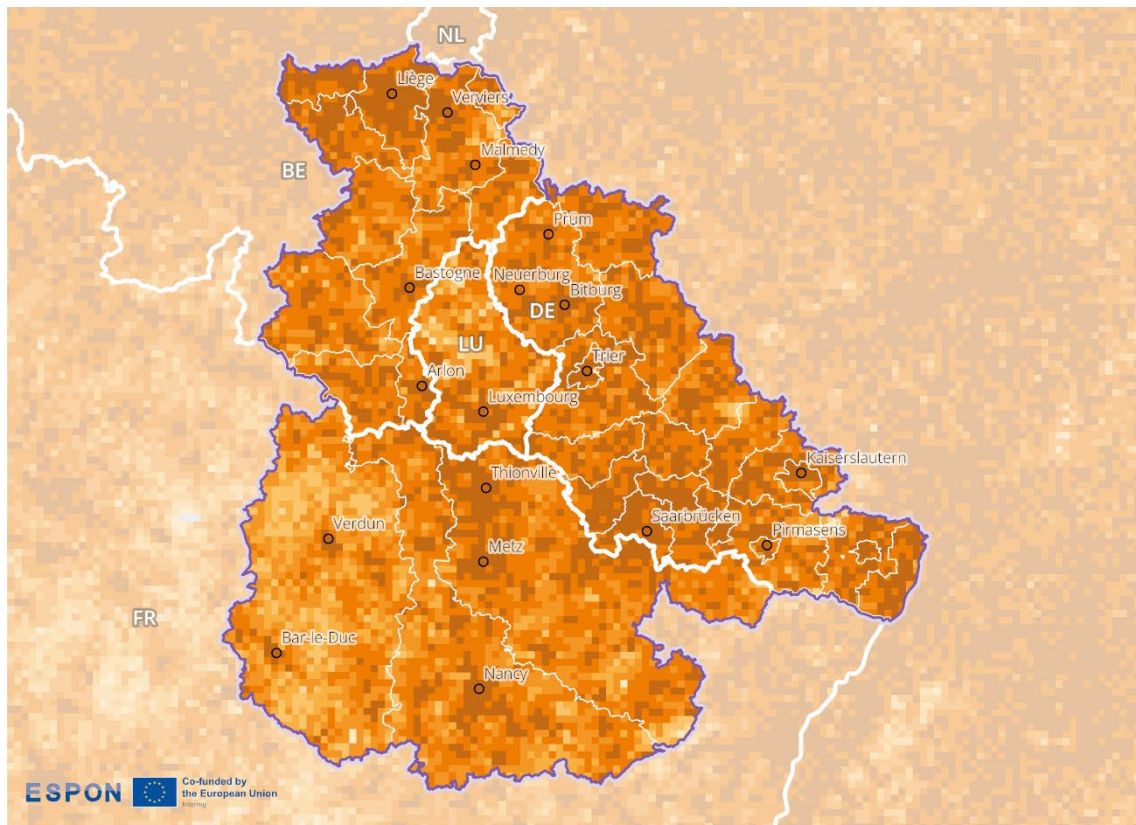 NL
Liège
Verviers
BE
Malmedy
Prüm
Bastogne
Neuerburg
Bitburg
DE
LU
Trier
Arlon
Luxembourg
Kaiserslautern
Thionville
Saarbrücken
Verdun
Pirmasens
Metz
FR
Bar-le-Duc
Nancy
ESPON
Co-funded by
the European Union
Interreg